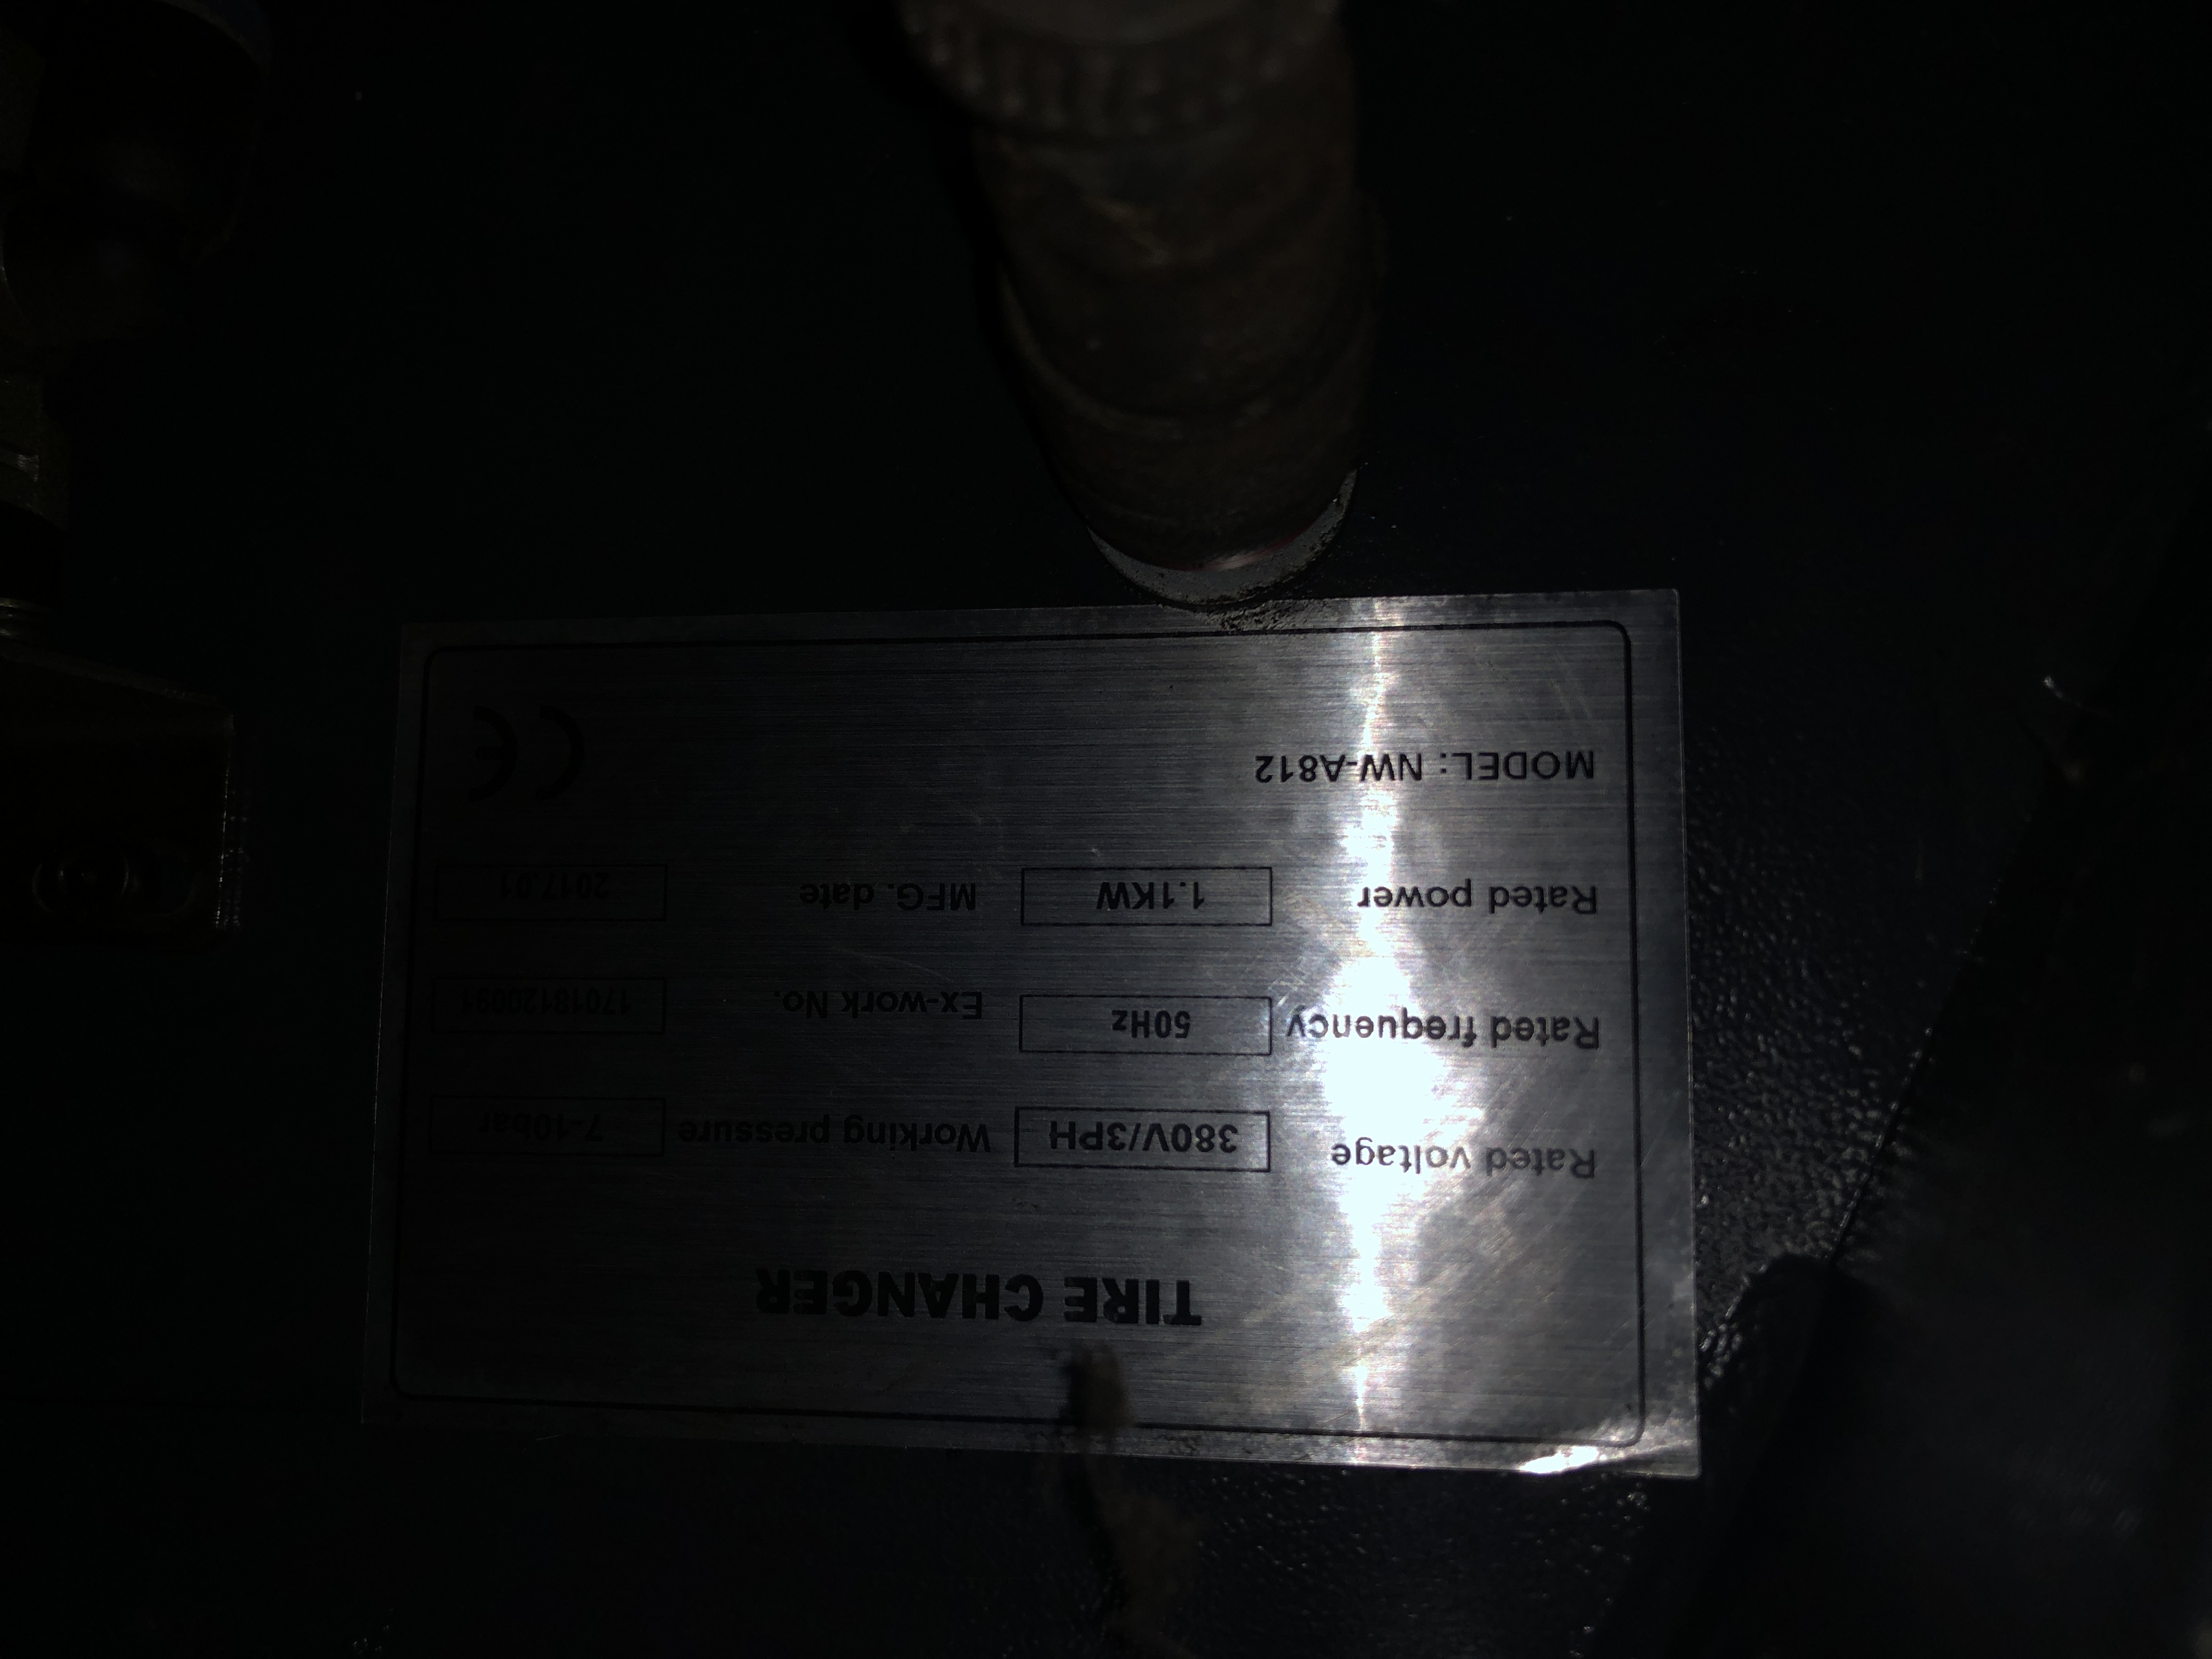 TIRE CHANGER
Rated voltage 380V/3PH Working pressure 7-10bar
Rated frequency 50Hz Ex-work No. 17018120091
Rated power 1.1KW MFG. date 2017.01
MODEL: NW-A812 CE